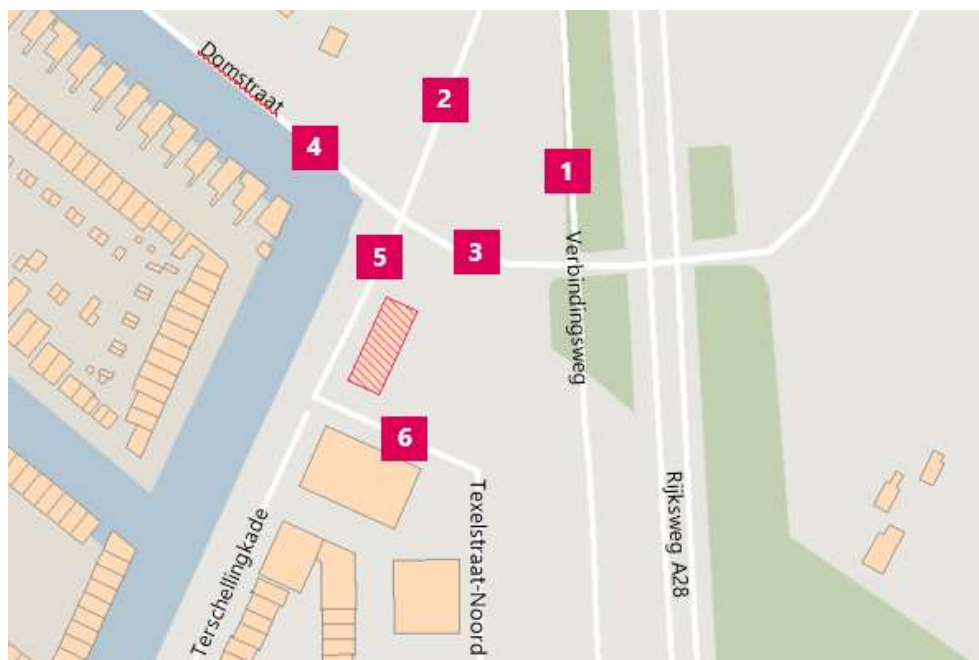 Domstraat
2
4
1
3
5
Verbindingsweg
6
Texelstraat-Noord
Rijksweg A28
Terschellingkade